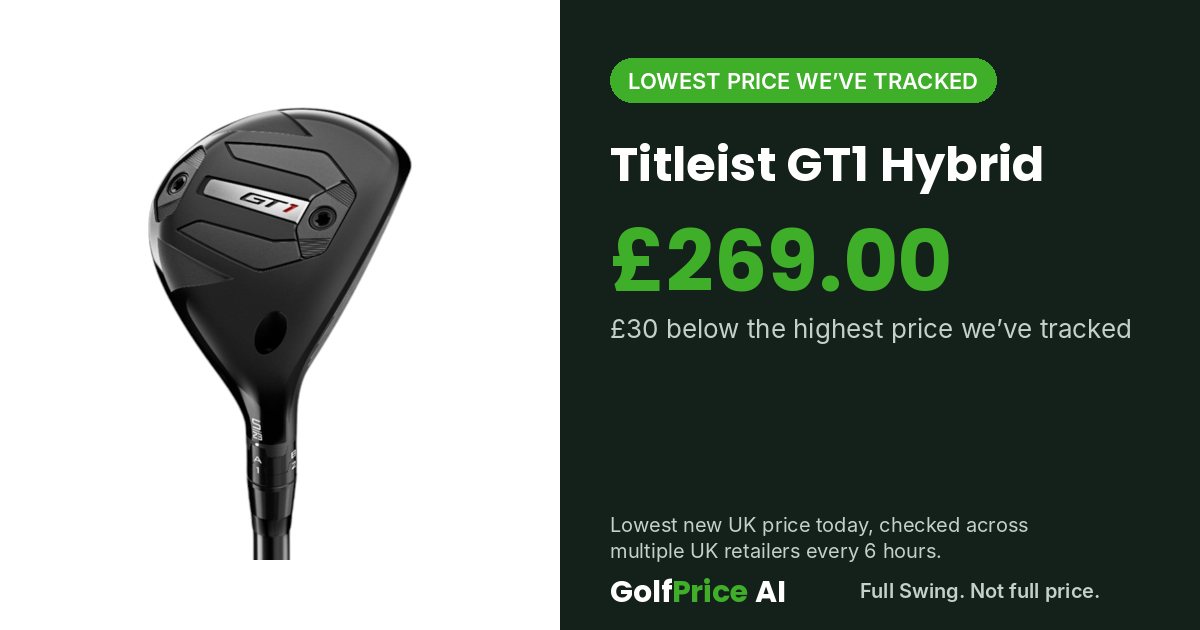 GT1
A
1
LOWEST PRICE WE’VE TRACKED
Titleist GT1 Hybrid
£269.00
£30 below the highest price we’ve tracked
Lowest new UK price today, checked across
multiple UK retailers every 6 hours.
GolfPrice AI
Full Swing. Not full price.